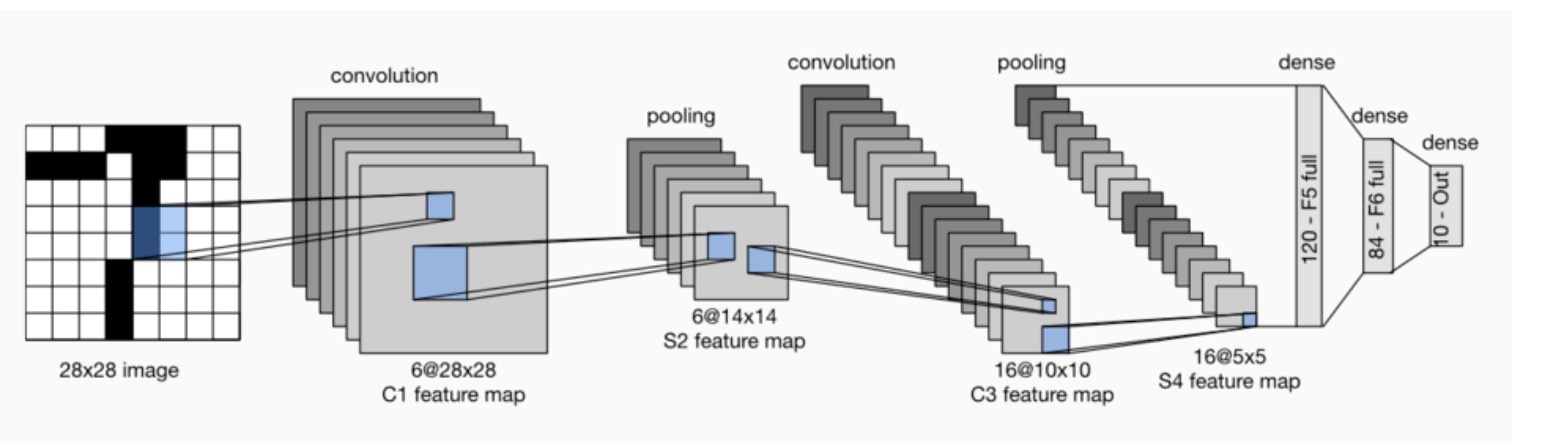 convolution
pooling
convolution
pooling
dense
dense
dense
28x28 image
6@28x28
C1 feature map
6@14x14
S2 feature map
16@10x10
C3 feature map
16@5x5
S4 feature map
120 - F5 full
84 - F6 full
10 - Out